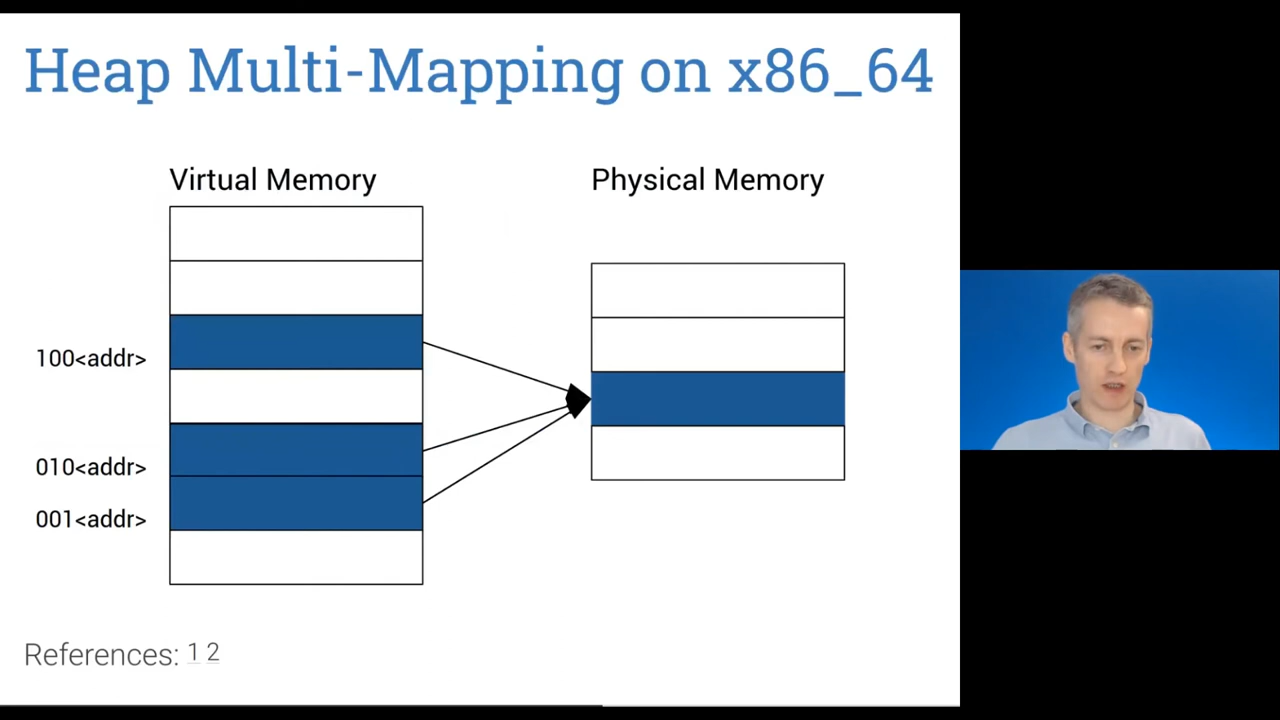 Heap Multi-Mapping on x86_64
Virtual Memory
Physical Memory
100<addr>
010<addr>
001<addr>
References: 1 2